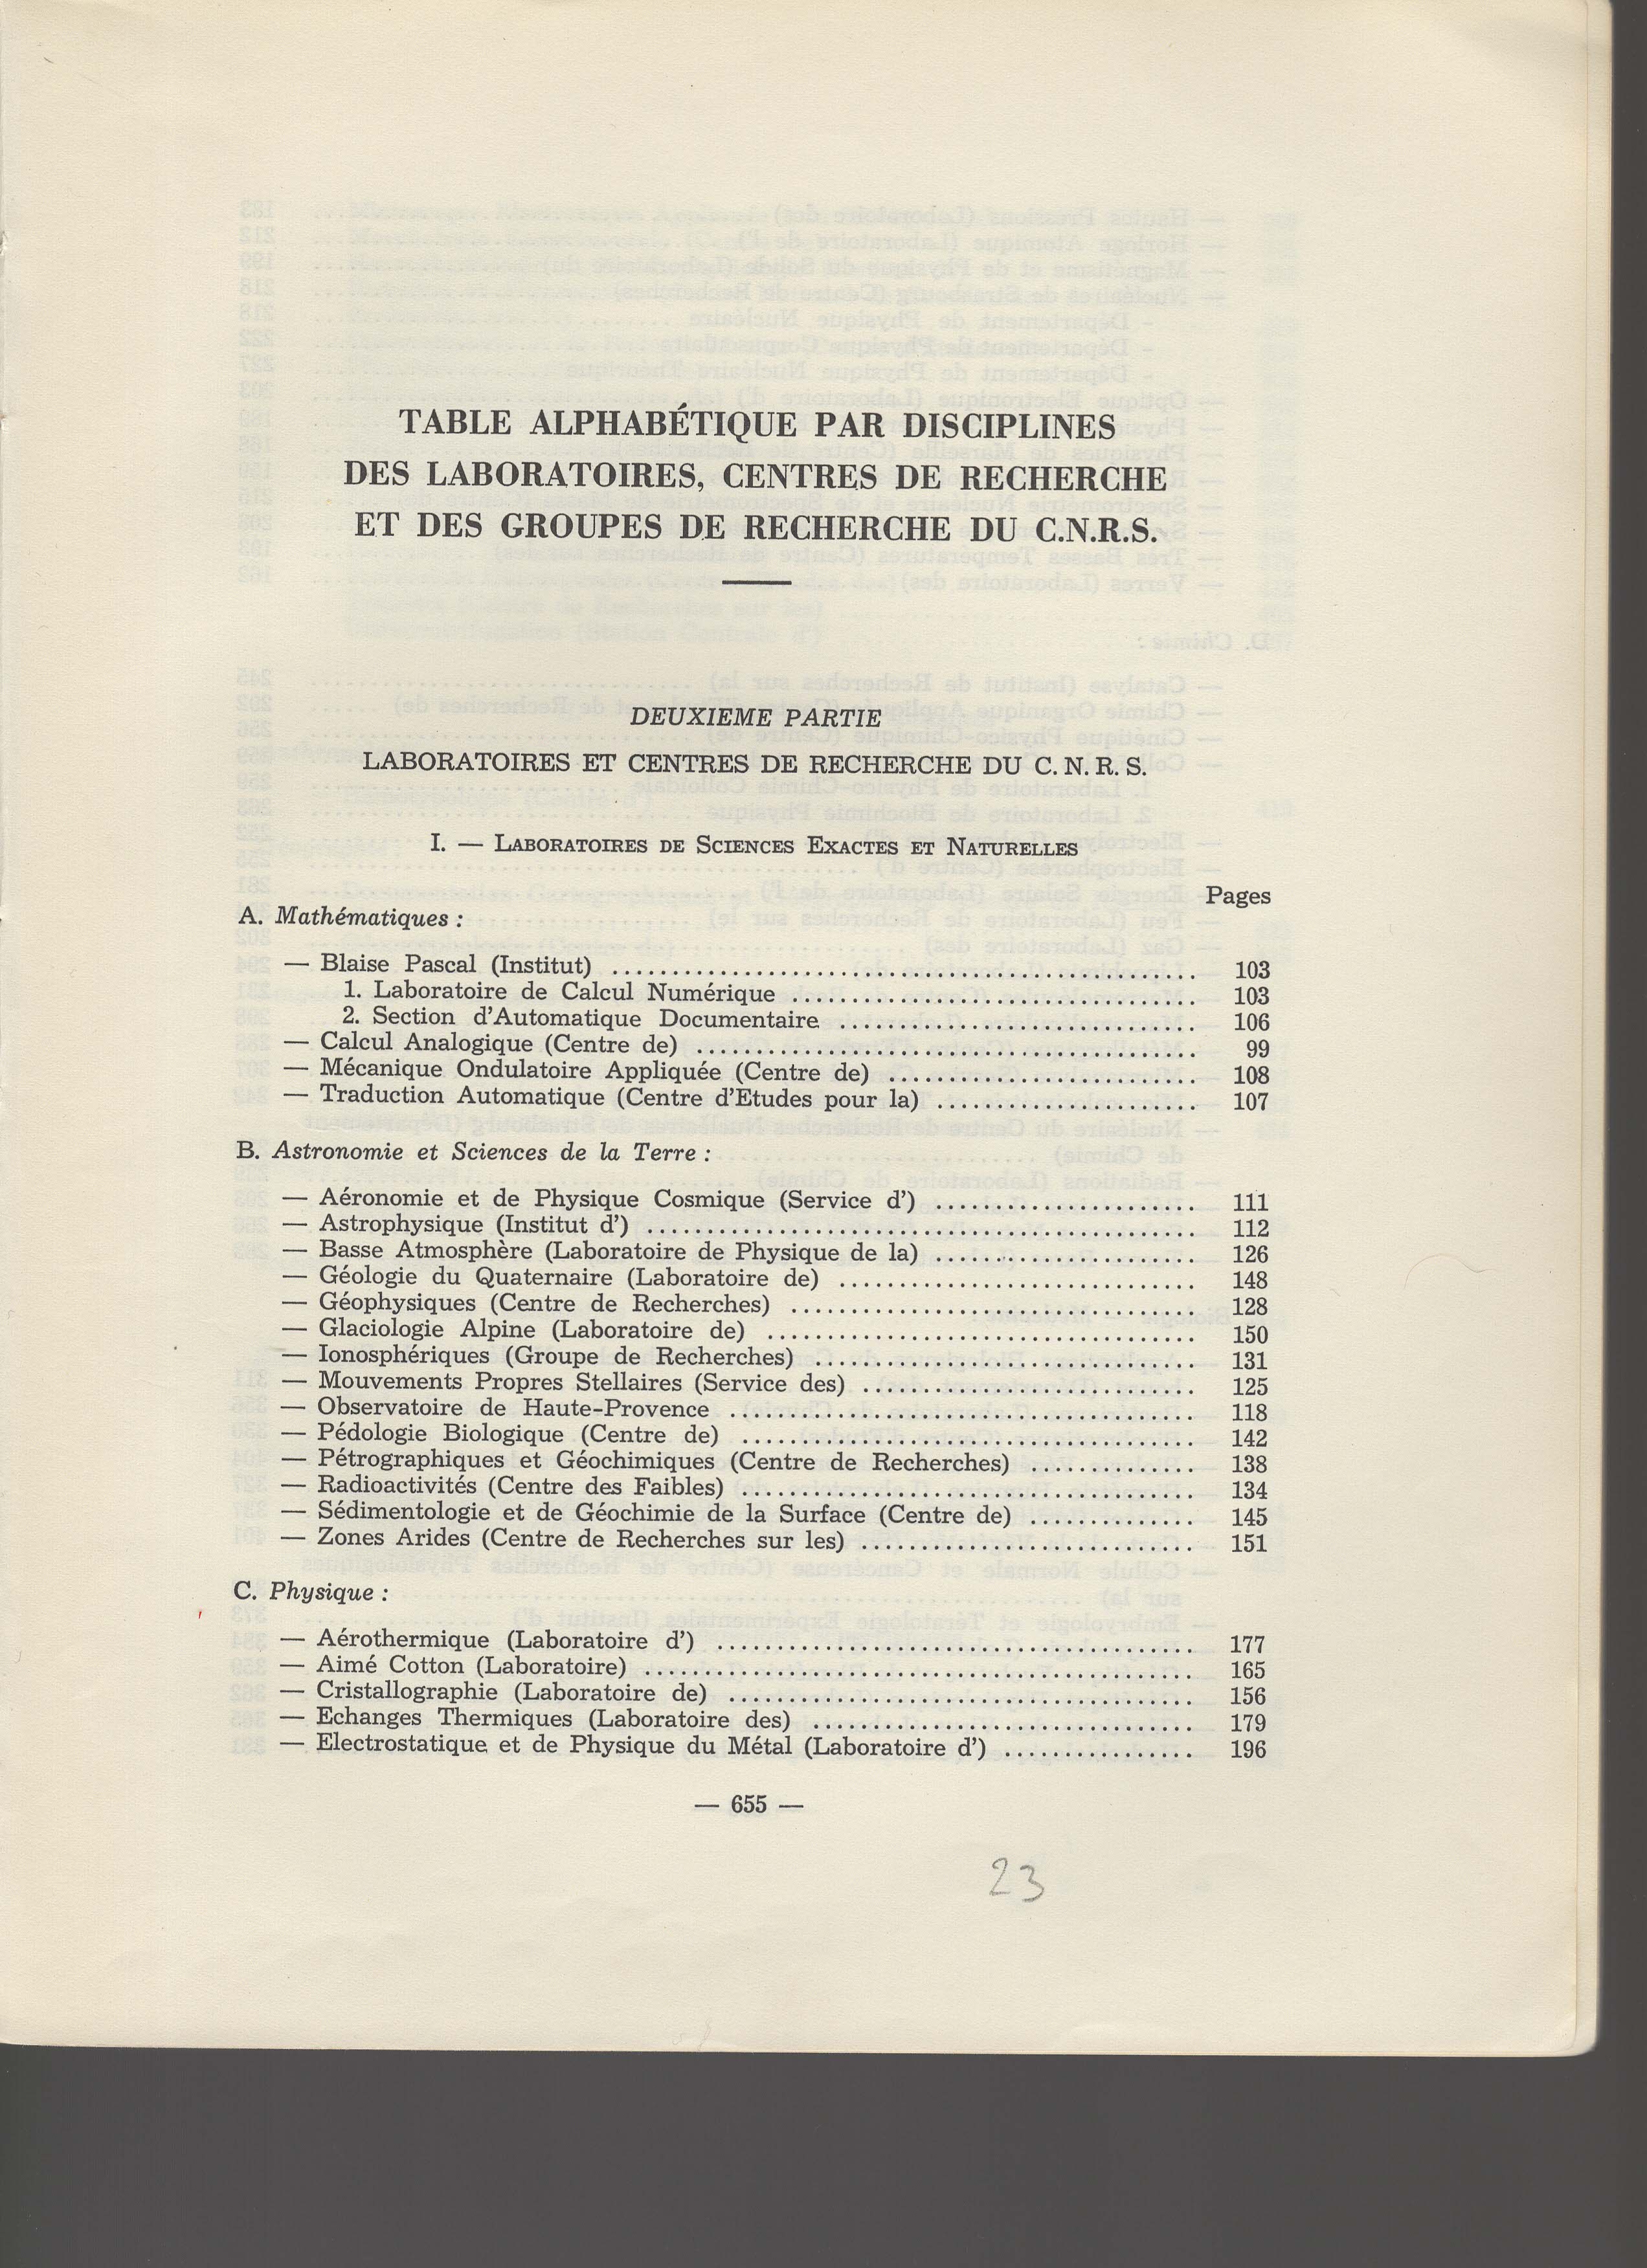 TABLE ALPHABÉTIQUE PAR DISCIPLINES
DES LABORATOIRES, CENTRES DE RECHERCHE
ET DES GROUPES DE RECHERCHE DU C.N.R.S.
DEUXIEME PARTIE
LABORATOIRES ET CENTRES DE RECHERCHE DU C. N. R. S.
I. — LABORATOIRES DE SCIENCES EXACTES ET NATURELLES
Pages
A. Mathématiques :
— Blaise Pascal (Institut) ................................................ 103
1. Laboratoire de Calcul Numérique .................................. 103
2. Section d'Automatique Documentaire .............................. 106
— Calcul Analogique (Centre de) .......................................... 99
— Mécanique Ondulatoire Appliquée (Centre de) .......................... 108
— Traduction Automatique (Centre d'Etudes pour la) ...................... 107
B. Astronomie et Sciences de la Terre :
— Aéronomie et de Physique Cosmique (Service d') ...................... 111
— Astrophysique (Institut d') .............................................. 112
— Basse Atmosphère (Laboratoire de Physique de la) ...................... 126
— Géologie du Quaternaire (Laboratoire de) .............................. 148
— Géophysiques (Centre de Recherches) .................................. 128
— Glaciologie Alpine (Laboratoire de) .................................... 150
— Ionosphériques (Groupe de Recherches) ................................ 131
— Mouvements Propres Stellaires (Service des) ............................ 125
— Observatoire de Haute-Provence ....................................... 118
— Pédologie Biologique (Centre de) ...................................... 142
— Pétrographiques et Géochimiques (Centre de Recherches) .............. 138
— Radioactivités (Centre des Faibles) ...................................... 134
— Sédimentologie et de Géochimie de la Surface (Centre de) .............. 145
— Zones Arides (Centre de Recherches sur les) ............................ 151
C. Physique :
— Aérothermique (Laboratoire d') ........................................ 177
— Aimé Cotton (Laboratoire) .............................................. 165
— Cristallographie (Laboratoire de) ....................................... 156
— Echanges Thermiques (Laboratoire des) ................................ 179
— Electrostatique et de Physique du Métal (Laboratoire d') ................ 196
— 655 —
23